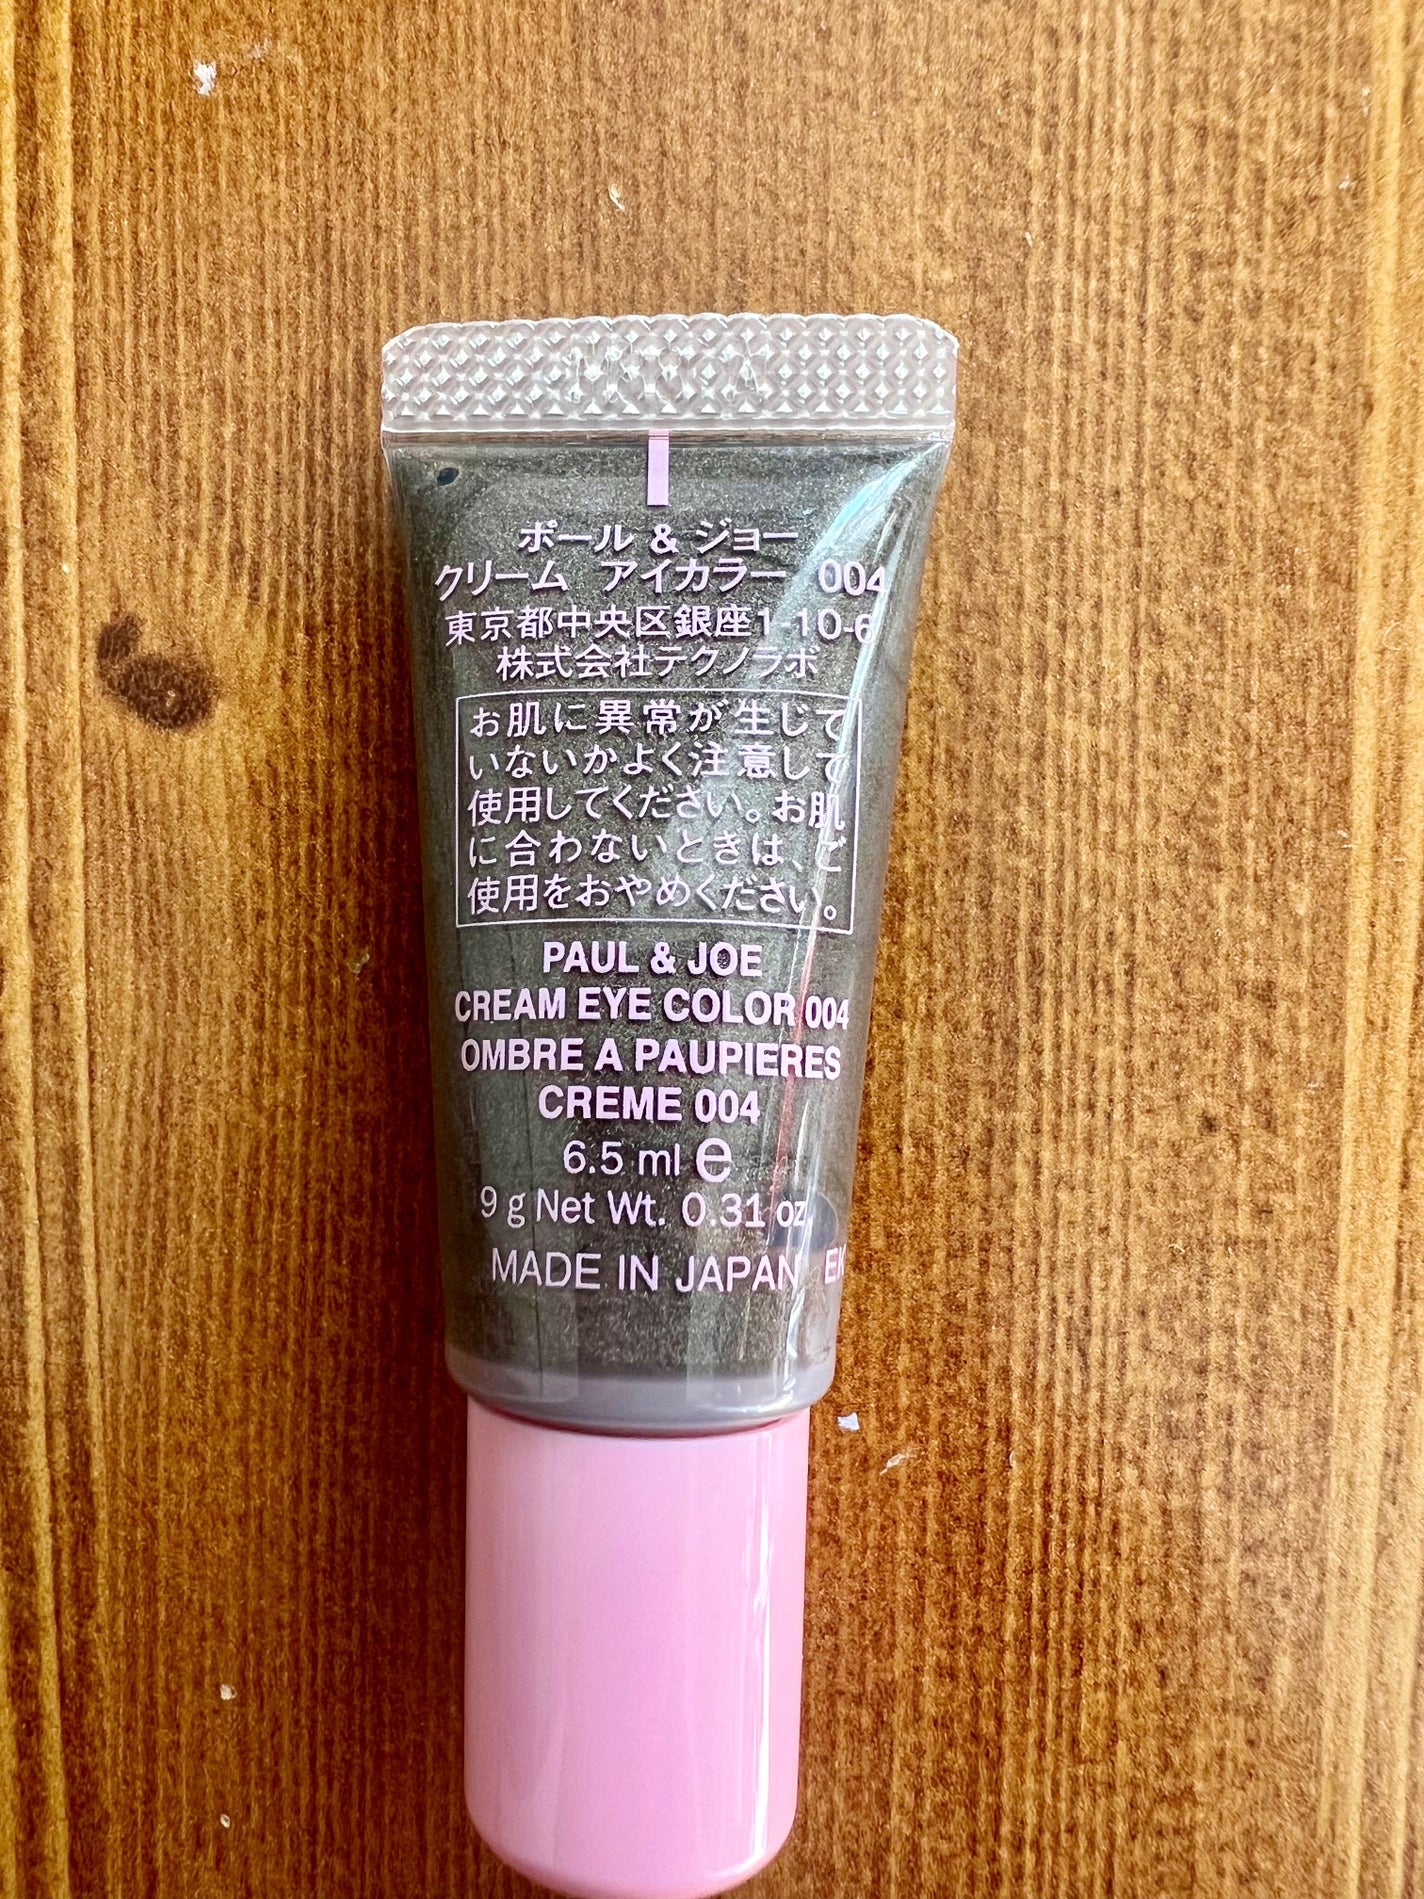 ポール & ジョー
クリーム アイカラー 004
東京都中央区銀座1-10-6
株式会社テクノラボ
お肌に異常が生じて
いないかよく注意して
使用してください。お肌
に合わないときは、ご
使用をおやめください。
PAUL & JOE
CREAM EYE COLOR 004
OMBRE A PAUPIERES
CREME 004
6.5 ml e
9 g Net Wt. 0.31 oz.
MADE IN JAPAN